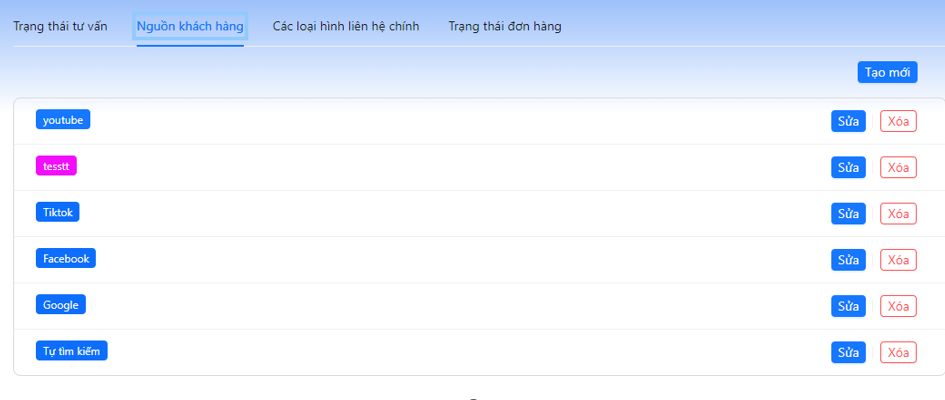 Trạng thái tư vấn Nguồn khách hàng Các loại hình liên hệ chính Trạng thái đơn hàng
Tạo mới
youtube Sửa Xóa
tesstt Sửa Xóa
Tiktok Sửa Xóa
Facebook Sửa Xóa
Google Sửa Xóa
Tự tìm kiếm Sửa Xóa